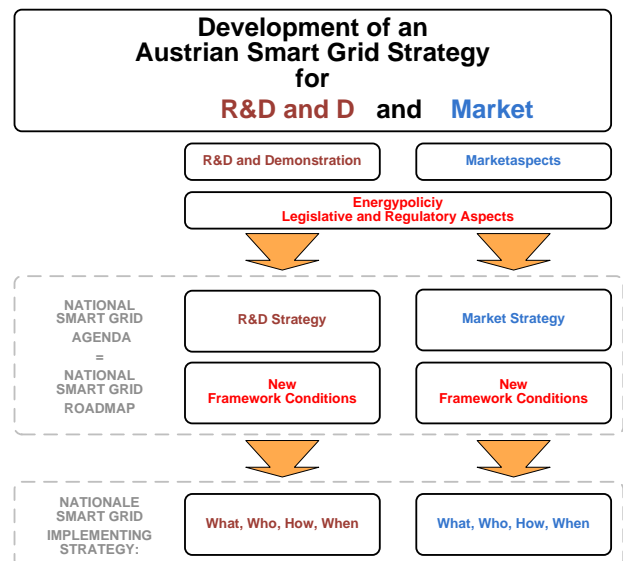 Development of an
Austrian Smart Grid Strategy
for
R&D and D and Market
R&D and Demonstration
Marketaspects
Energypoliciy
Legislative and Regulatory Aspects
NATIONAL
SMART GRID
AGENDA
=
NATIONAL
SMART GRID
ROADMAP
R&D Strategy
Market Strategy
New
Framework Conditions
New
Framework Conditions
NATIONALE
SMART GRID
IMPLEMENTING
STRATEGY:
What, Who, How, When
What, Who, How, When